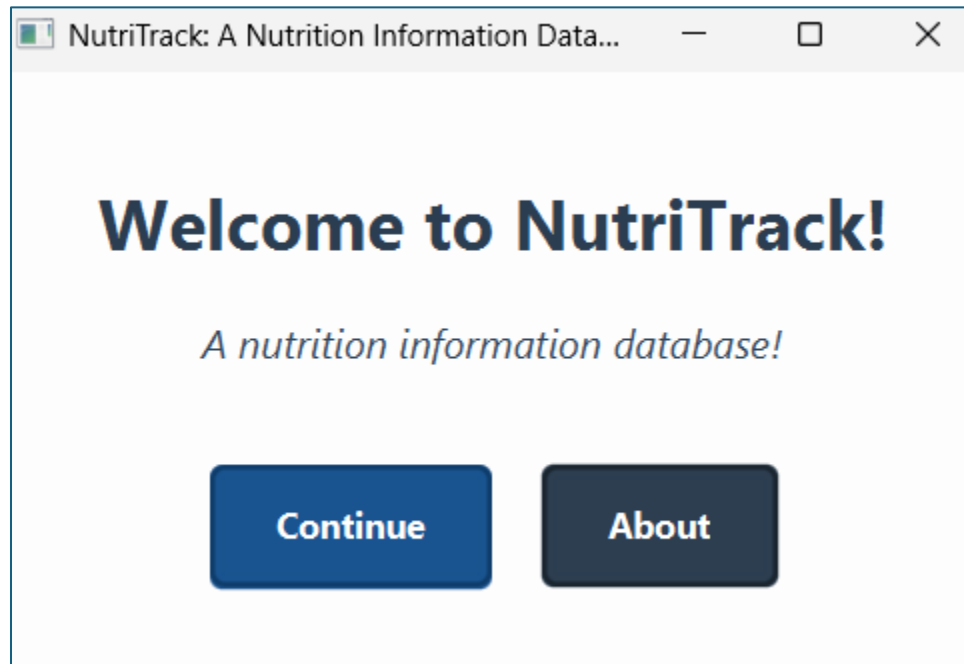 NutriTrack: A Nutrition Information Data...
Welcome to NutriTrack!
A nutrition information database!
Continue
About